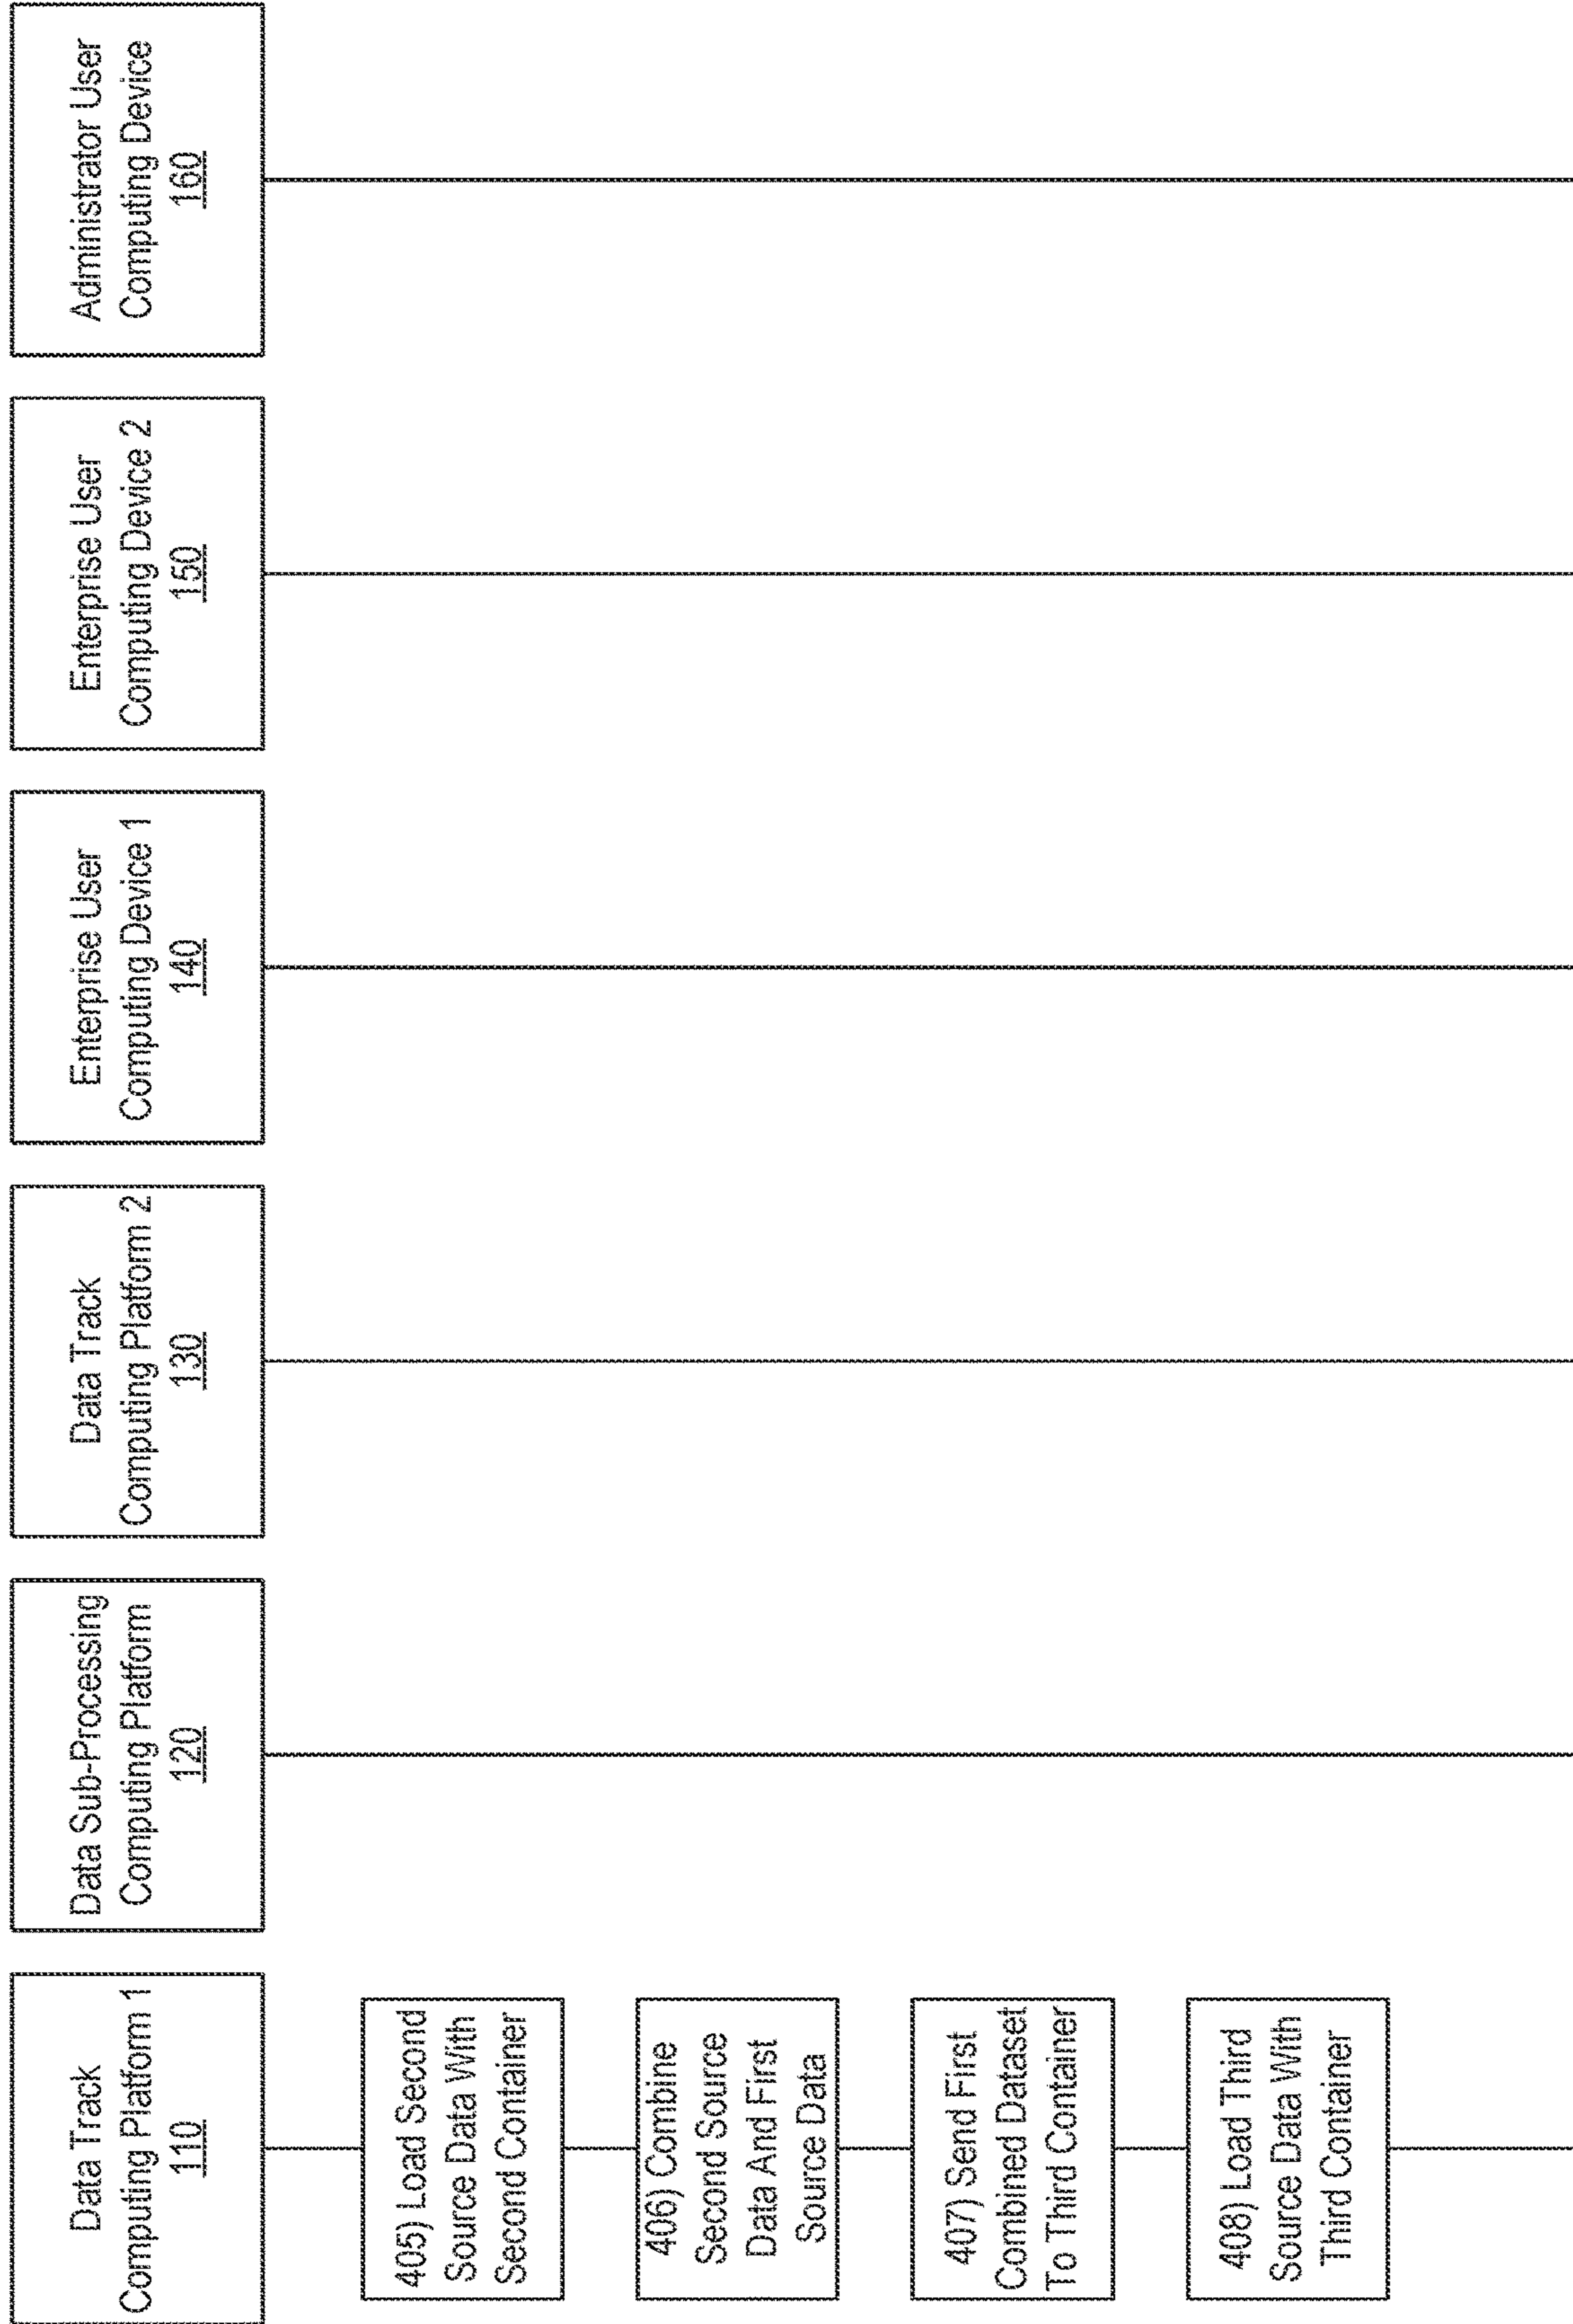 Data Track
Computing Platform 1
110
Data Sub-Processing
Computing Platform
120
Data Track
Computing Platform 2
130
Enterprise User
Computing Device 1
140
Enterprise User
Computing Device 2
150
Administrator User
Computing Device
160
405) Load Second
Source Data With
Second Container
406) Combine
Second Source
Data And First
Source Data
407) Send First
Combined Dataset
To Third Container
408) Load Third
Source Data With
Third Container